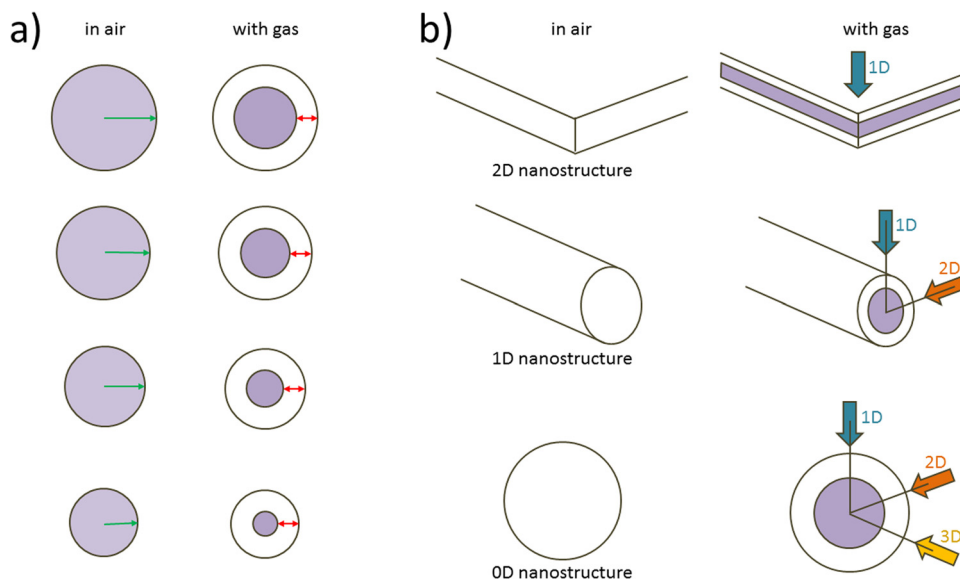 a)
in air
with gas
b)
in air
with gas
1D
2D nanostructure
1D
2D
1D nanostructure
1D
2D
3D
0D nanostructure